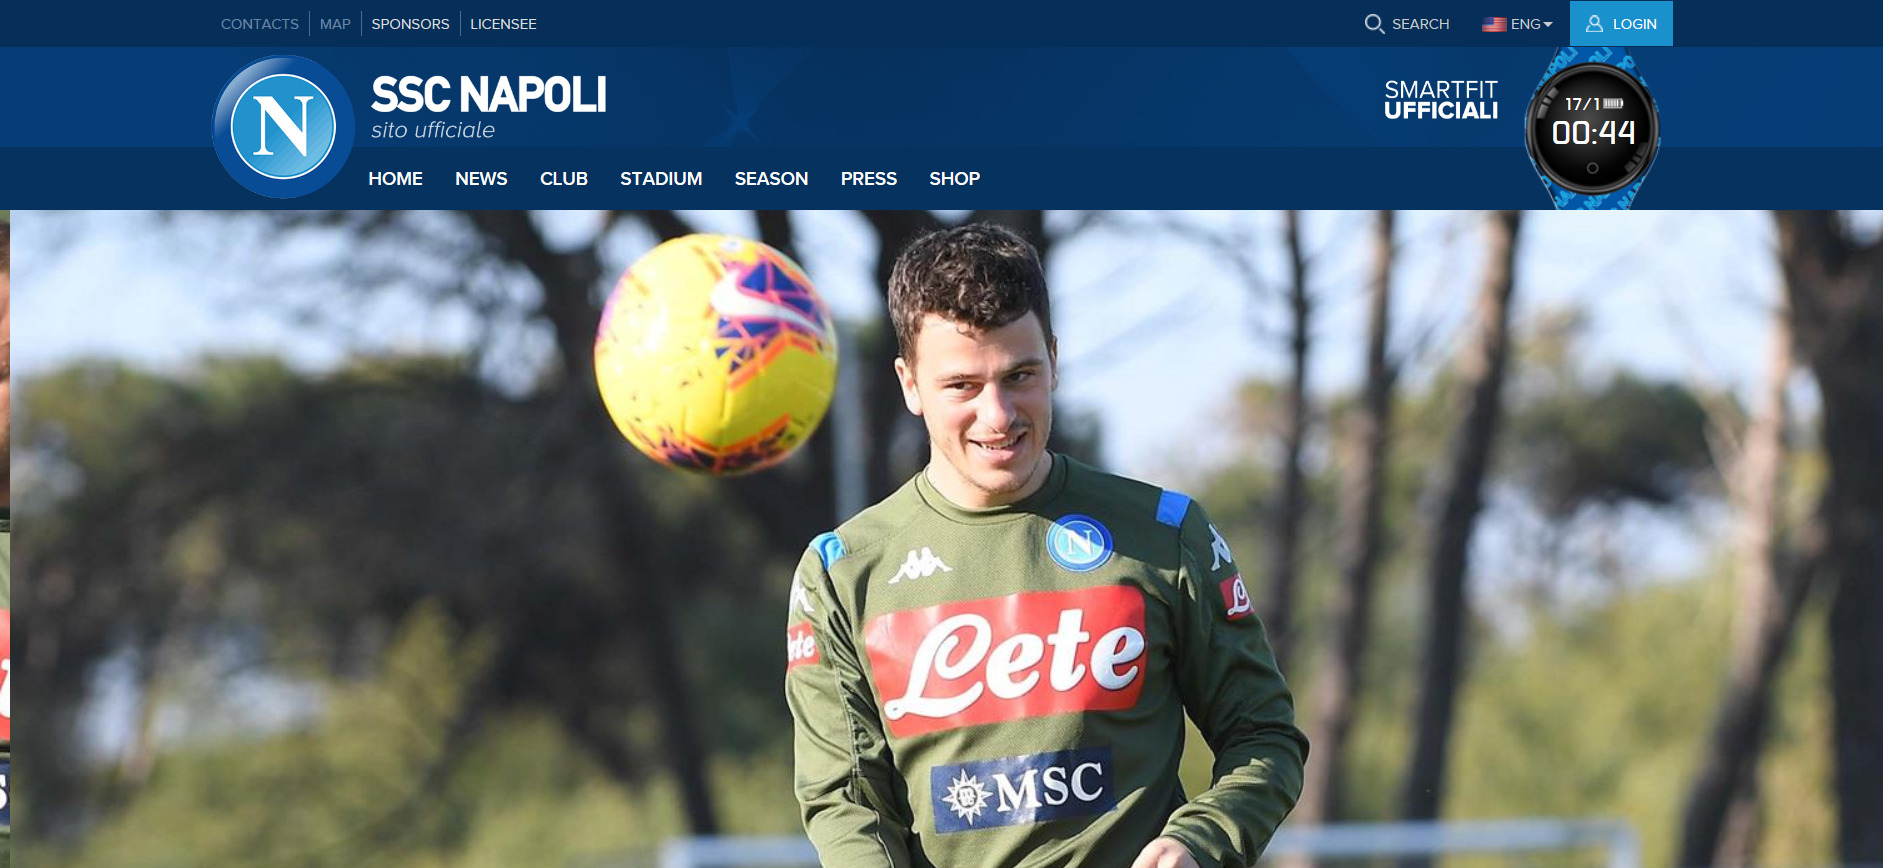 CONTACTS MAP SPONSORS LICENSEE
SEARCH ENG LOGIN
N
SSC NAPOLI
sito ufficiale
SMARTFIT
UFFICIALI
17/1
00:44
HOME NEWS CLUB STADIUM SEASON PRESS SHOP
N
Lete
MSC